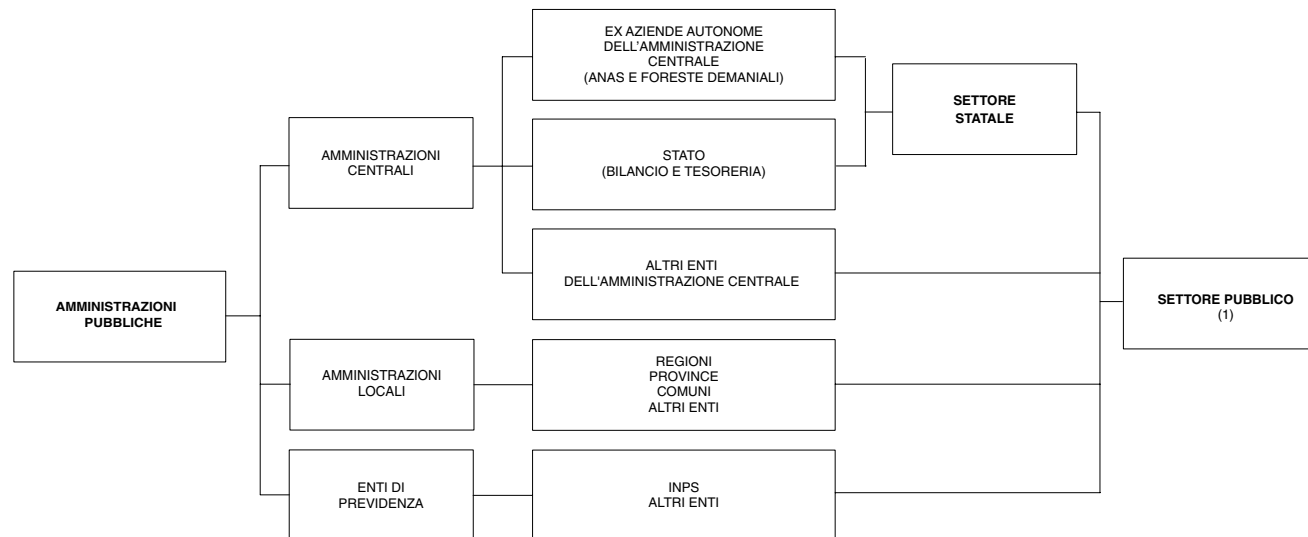 AMMINISTRAZIONI
PUBBLICHE
AMMINISTRAZIONI
CENTRALI
AMMINISTRAZIONI
LOCALI
ENTI DI
PREVIDENZA
EX AZIENDE AUTONOME
DELL'AMMINISTRAZIONE
CENTRALE
(ANAS E FORESTE DEMANIALI)
STATO
(BILANCIO E TESORERIA)
ALTRI ENTI
DELL'AMMINISTRAZIONE CENTRALE
REGIONI
PROVINCE
COMUNI
ALTRI ENTI
INPS
ALTRI ENTI
SETTORE
STATALE
SETTORE PUBBLICO
(1)